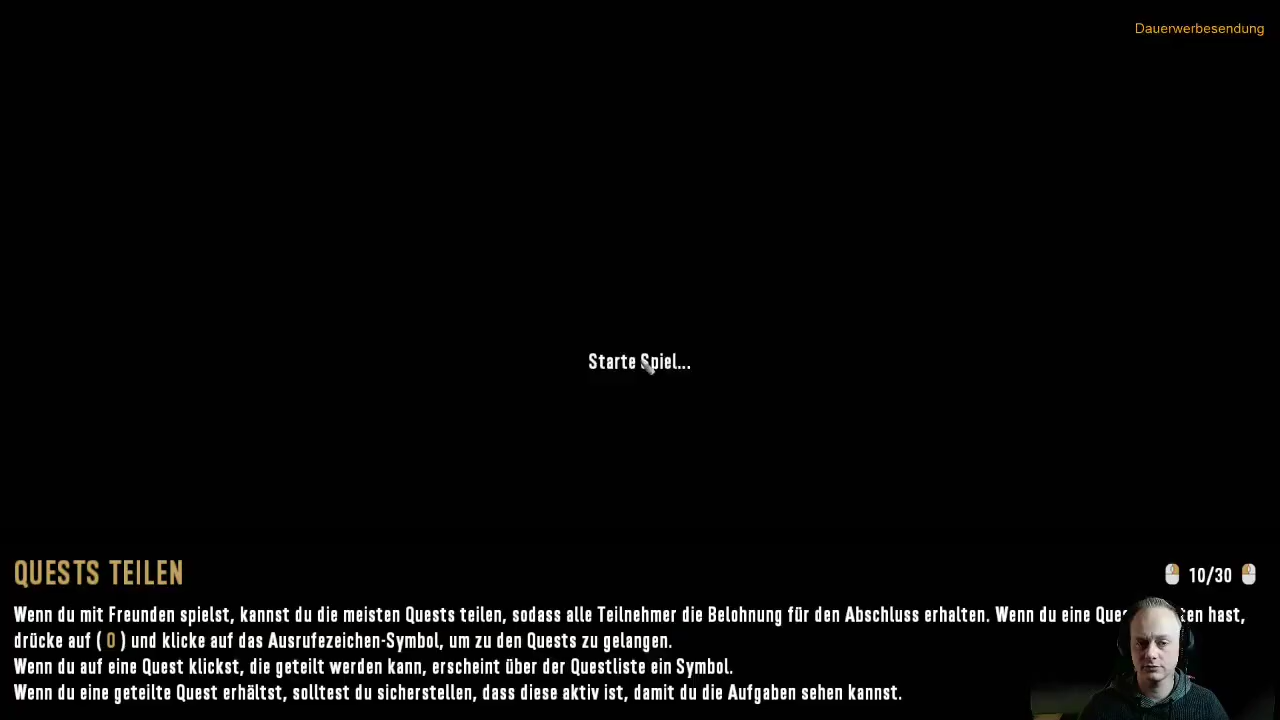 Dauerwerbesendung
Starte Spiel...
QUESTS TEILEN
10/30
Wenn du mit Freunden spielst, kannst du die meisten Quests teilen, sodass alle Teilnehmer die Belohnung für den Abschluss erhalten. Wenn du eine hast,
drücke auf ( O ) und klicke auf das Ausrufezeichen-Symbol, um zu den Quests zu gelangen.
Wenn du auf eine Quest klickst, die geteilt werden kann, erscheint über der Questliste ein Symbol.
Wenn du eine geteilte Quest erhältst, solltest du sicherstellen, dass diese aktiv ist, damit du die Aufgaben sehen kannst.